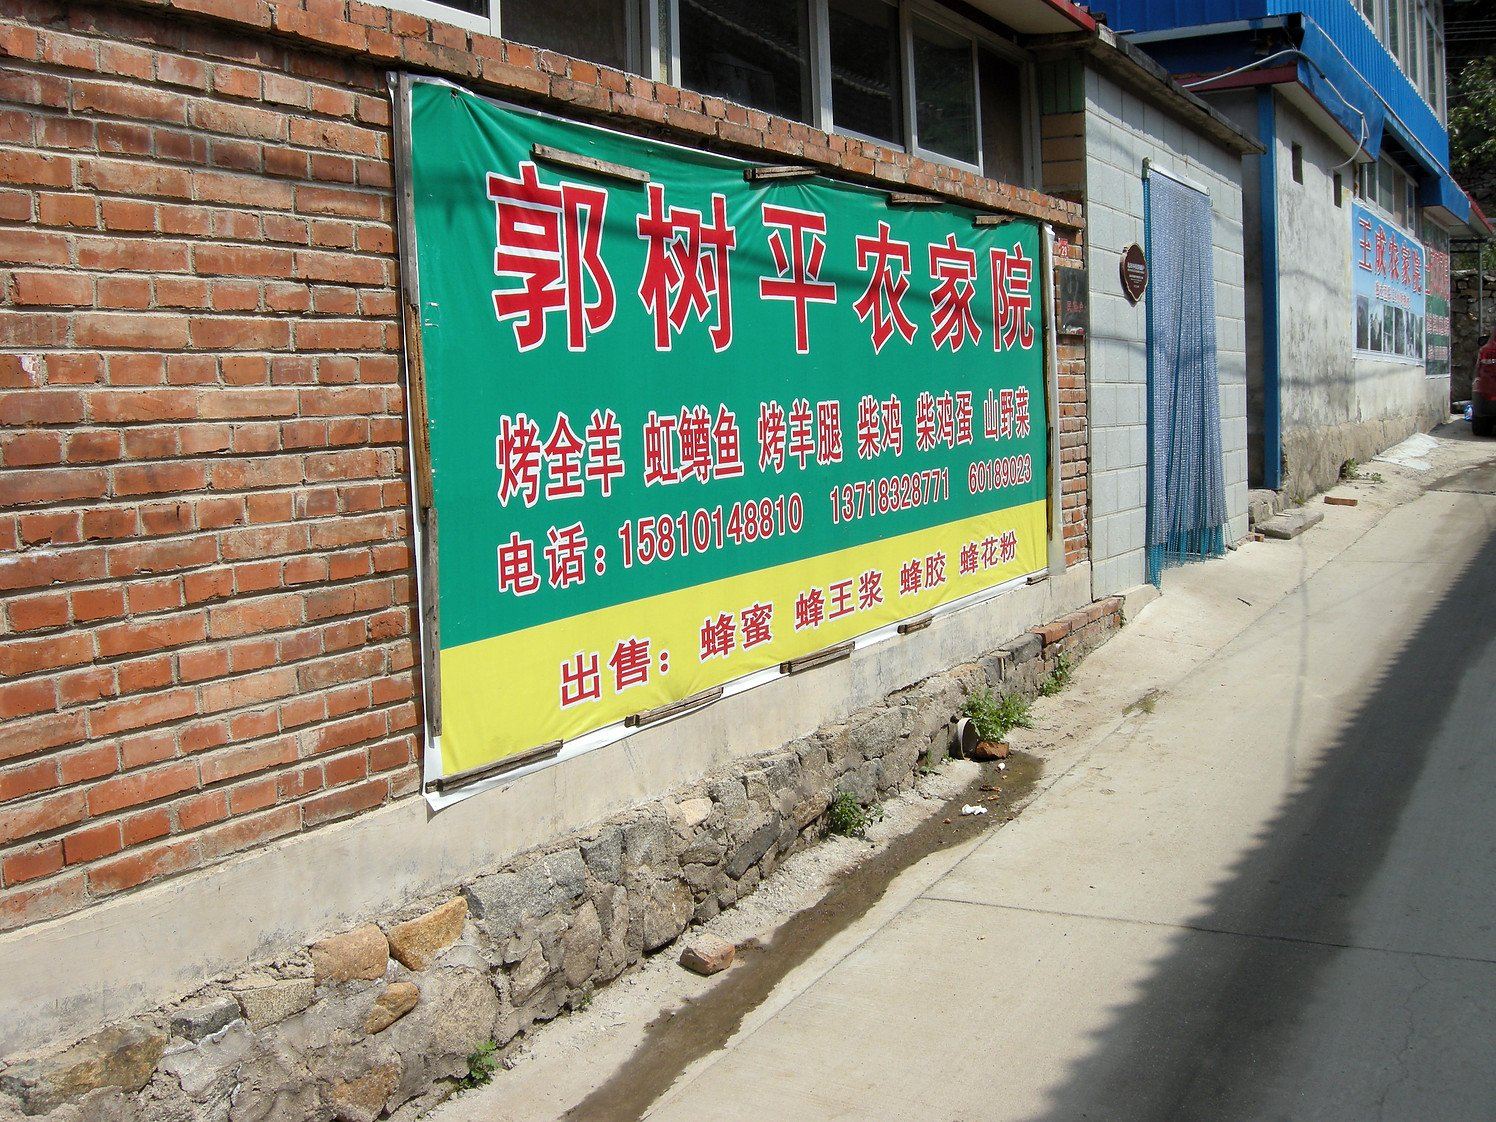 郭树平农家院
烤全羊 虹鳟鱼 烤羊腿 柴鸡 柴鸡蛋 山野菜
电话：15810148810 13718328771 60189023
出售： 蜂蜜 蜂王浆 蜂胶 蜂花粉
王成农家院